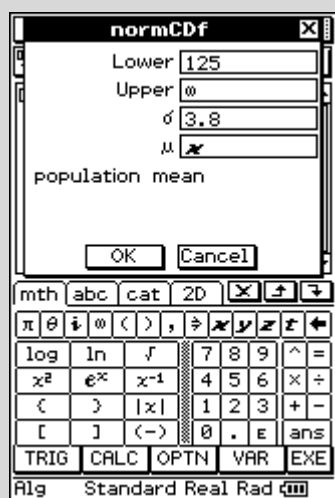 normCDf
Lower 125
Upper ∞
σ 3.8
μ x
population mean
OK Cancel
mth abc cat 2D
π θ i ∞ ( ) , ⇒ x y z t ←
log ln √ 7 8 9 ^ =
x² eˣ x⁻¹ 4 5 6 × ÷
( ) |x| 1 2 3 + -
[ ] (-) 0 . E ans
TRIG CALC OPTN VAR EXE
Alg Standard Real Rad